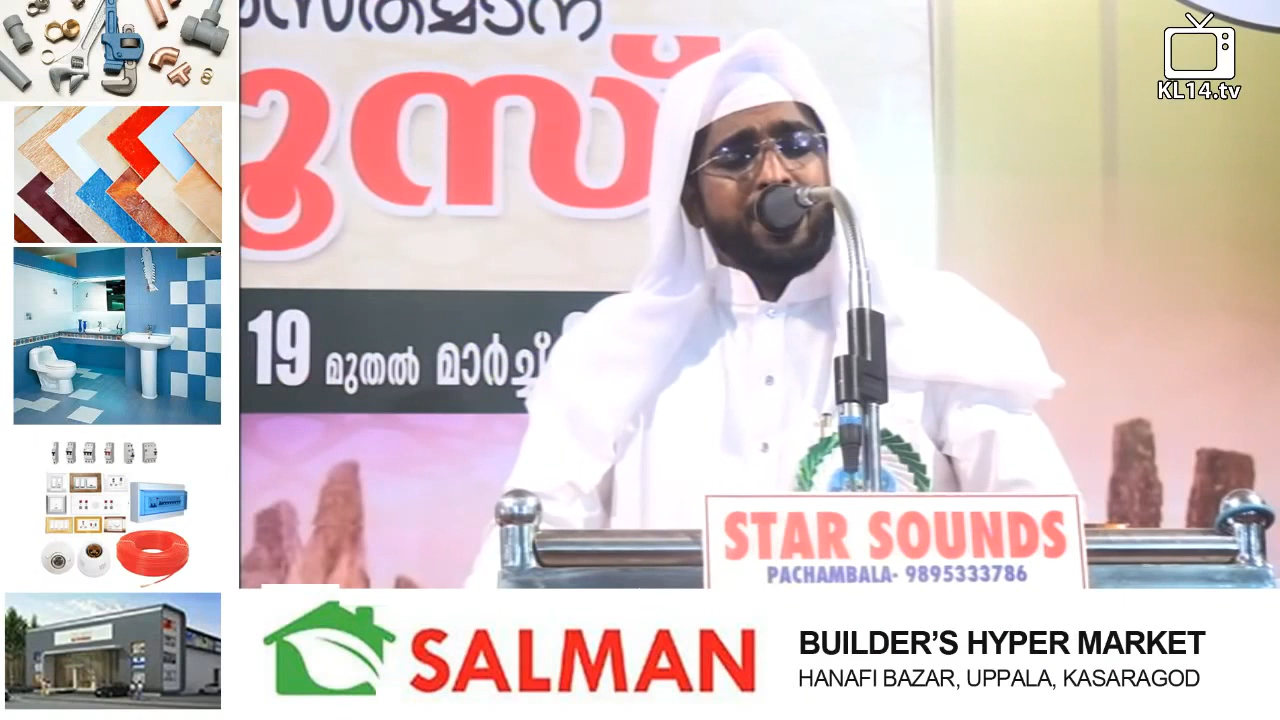 KL14.tv
19 മുതൽ മാർച്ച്
STAR SOUNDS
PACHAMBALA- 9895333786
SALMAN
BUILDER'S HYPER MARKET
HANAFI BAZAR, UPPALA, KASARAGOD